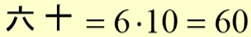 六十 = 6·10 = 60